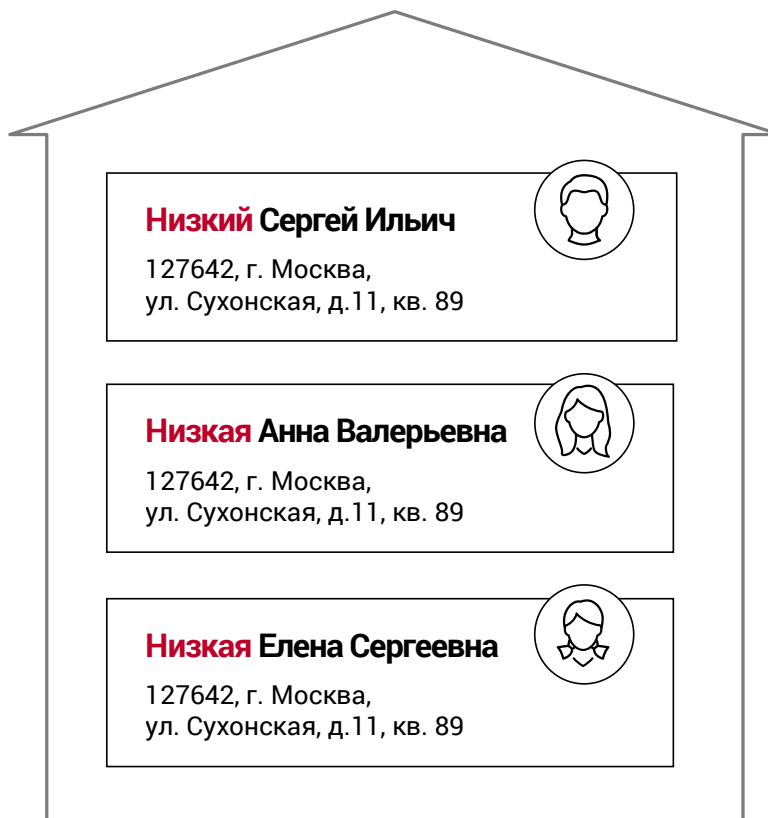 Низкий Сергей Ильич
127642, г. Москва,
ул. Сухонская, д.11, кв. 89
Низкая Анна Валерьевна
127642, г. Москва,
ул. Сухонская, д.11, кв. 89
Низкая Елена Сергеевна
127642, г. Москва,
ул. Сухонская, д.11, кв. 89